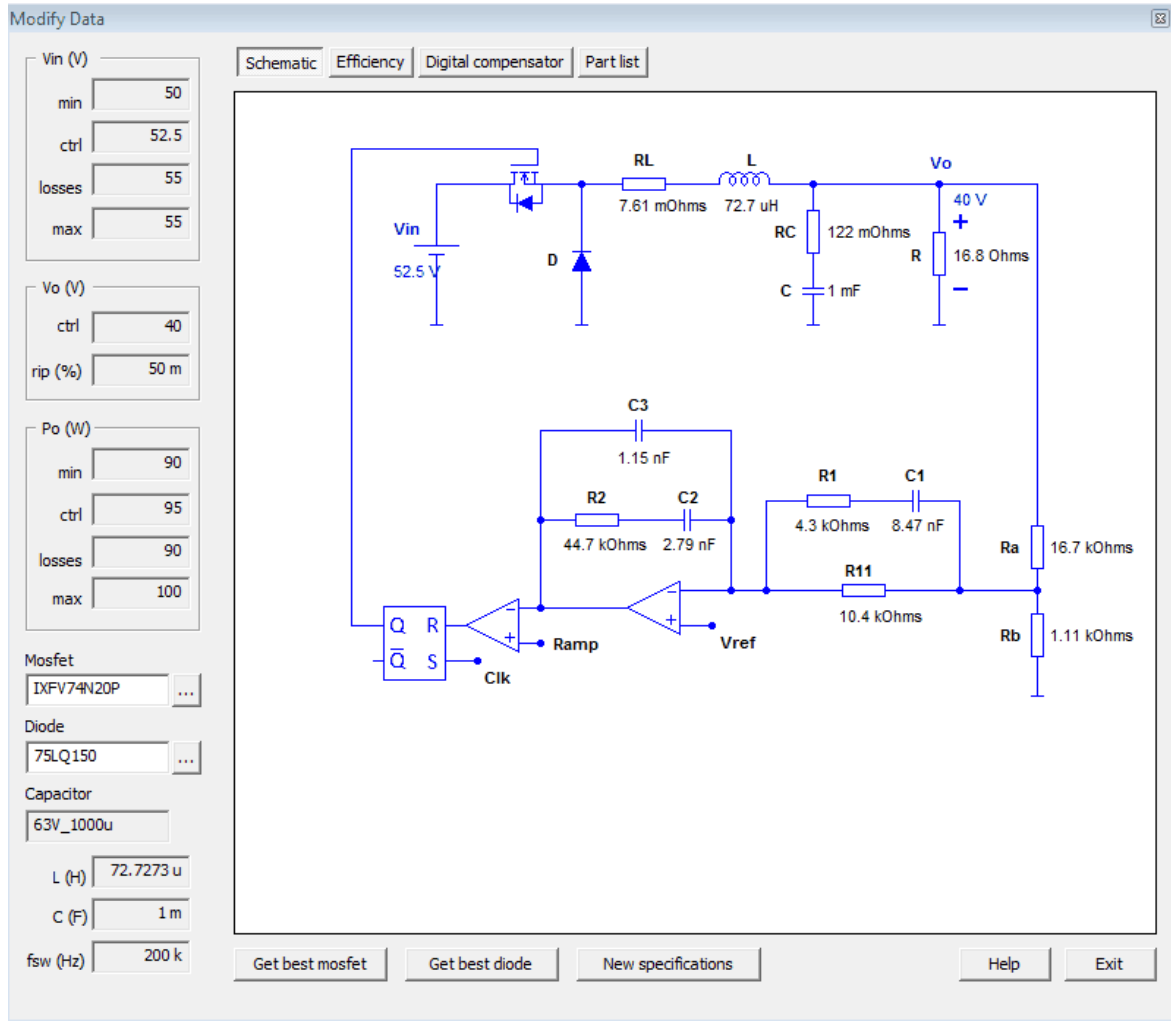 Modify Data
Vin (V)
min 50
ctrl 52.5
losses 55
max 55
Vo (V)
ctrl 40
rip (%) 50 m
Po (W)
min 90
ctrl 95
losses 90
max 100
Mosfet
IXFV74N20P ...
Diode
75LQ150 ...
Capacitor
63V_1000u
L (H) 72.7273 u
C (F) 1 m
fsw (Hz) 200 k
Schematic Efficiency Digital compensator Part list
RL L Vo
7.61 mOhms 72.7 uH 40 V
Vin
52.5 V
D
RC 122 mOhms
C 1 mF
+
R 16.8 Ohms
−
C3
1.15 nF
R2 C2
44.7 kOhms 2.79 nF
R1 C1
4.3 kOhms 8.47 nF
R11
10.4 kOhms
Ra 16.7 kOhms
Rb 1.11 kOhms
Q R
Q̅ S
−
+
Ramp
Clk
−
+
Vref
Get best mosfet Get best diode New specifications Help Exit